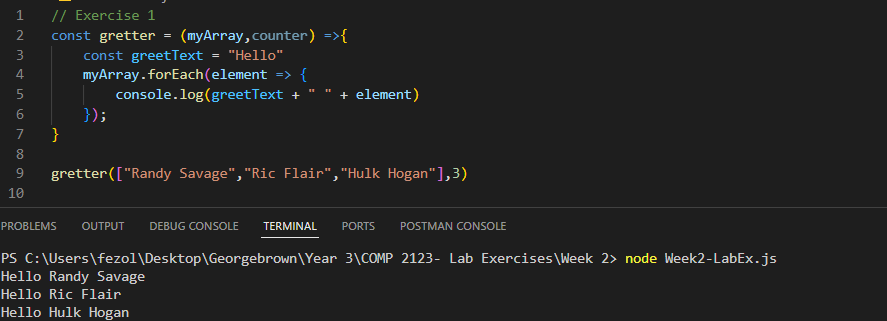 1 // Exercise 1
2 const gretter = (myArray,counter) =>{
3 const greetText = "Hello"
4 myArray.forEach(element => {
5 console.log(greetText + " " + element)
6 });
7 }
8
9 gretter(["Randy Savage","Ric Flair","Hulk Hogan"],3)
10
PROBLEMS OUTPUT DEBUG CONSOLE TERMINAL PORTS POSTMAN CONSOLE
PS C:\Users\fezol\Desktop\Georgebrown\Year 3\COMP 2123- Lab Exercises\Week 2> node Week2-LabEx.js
Hello Randy Savage
Hello Ric Flair
Hello Hulk Hogan